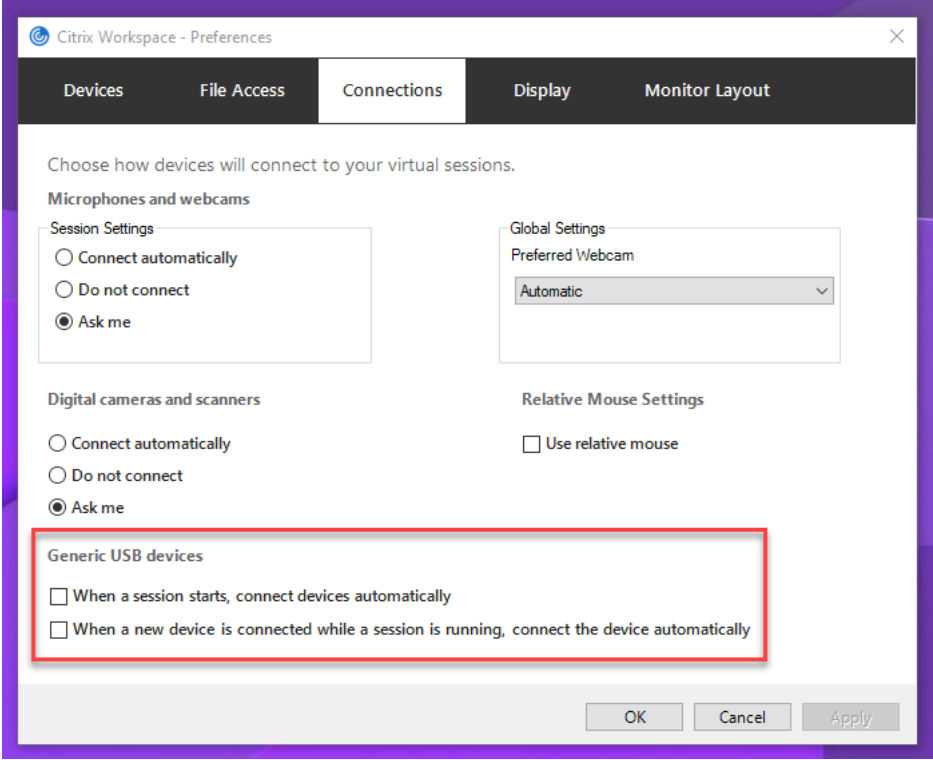 Citrix Workspace - Preferences
Devices File Access Connections Display Monitor Layout
Choose how devices will connect to your virtual sessions.
Microphones and webcams
Session Settings
Connect automatically
Do not connect
Ask me
Global Settings
Preferred Webcam
Automatic
Digital cameras and scanners
Connect automatically
Do not connect
Ask me
Relative Mouse Settings
Use relative mouse
Generic USB devices
When a session starts, connect devices automatically
When a new device is connected while a session is running, connect the device automatically
OK Cancel Apply